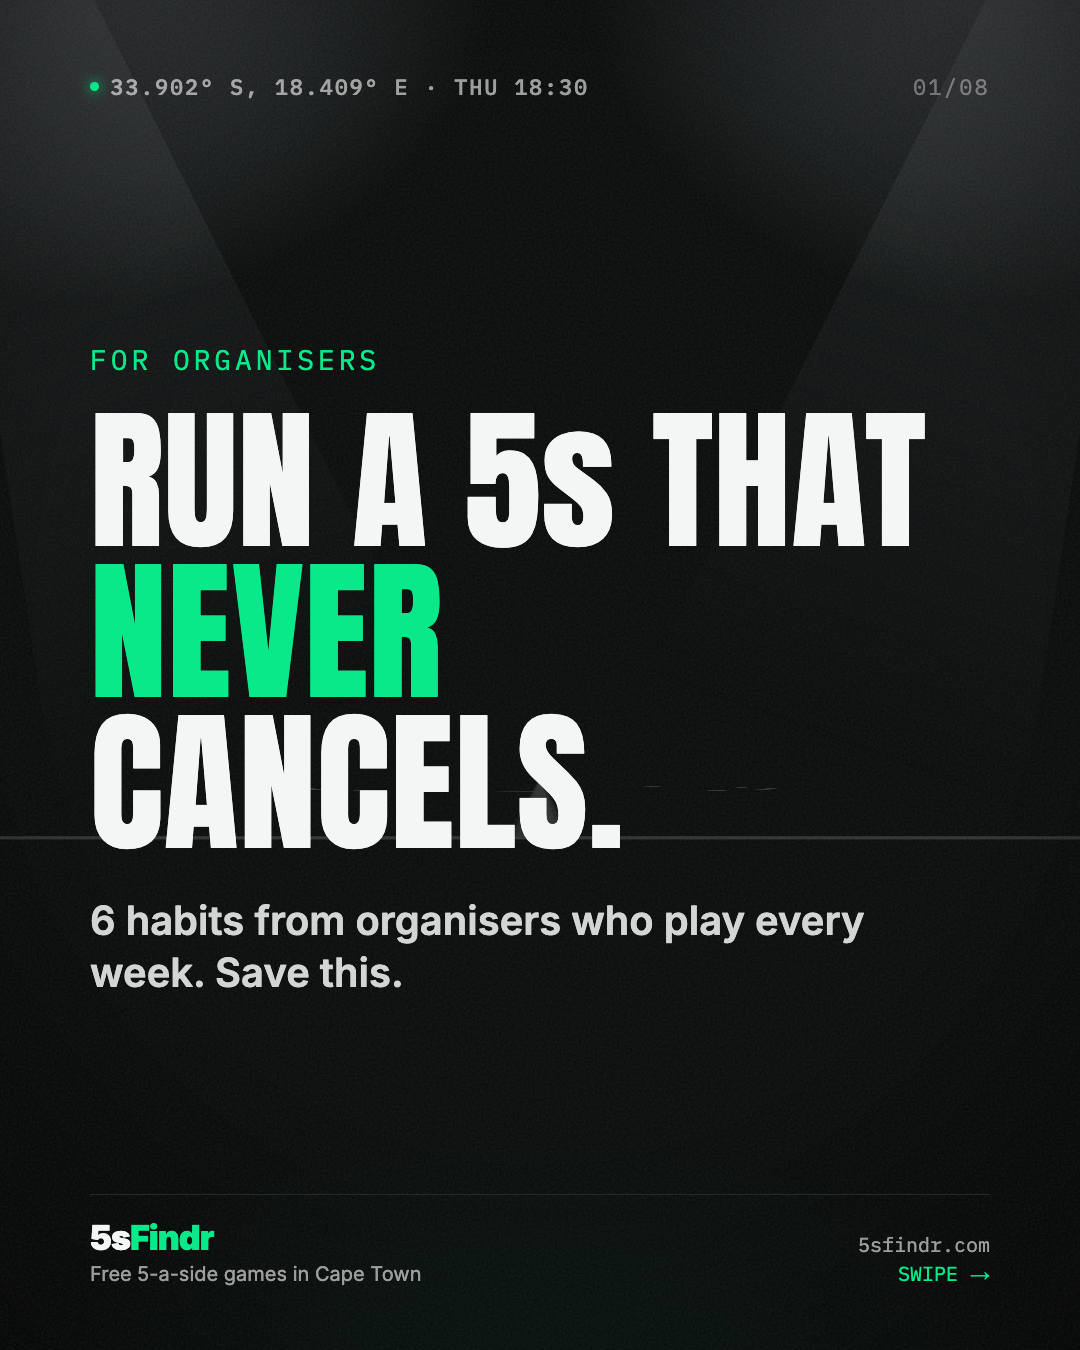 33.902° S, 18.409° E · THU 18:30
01/08
FOR ORGANISERS
RUN A 5s THAT
NEVER
CANCELS.
6 habits from organisers who play every
week. Save this.
5sFindr
Free 5-a-side games in Cape Town
5sfindr.com
SWIPE →